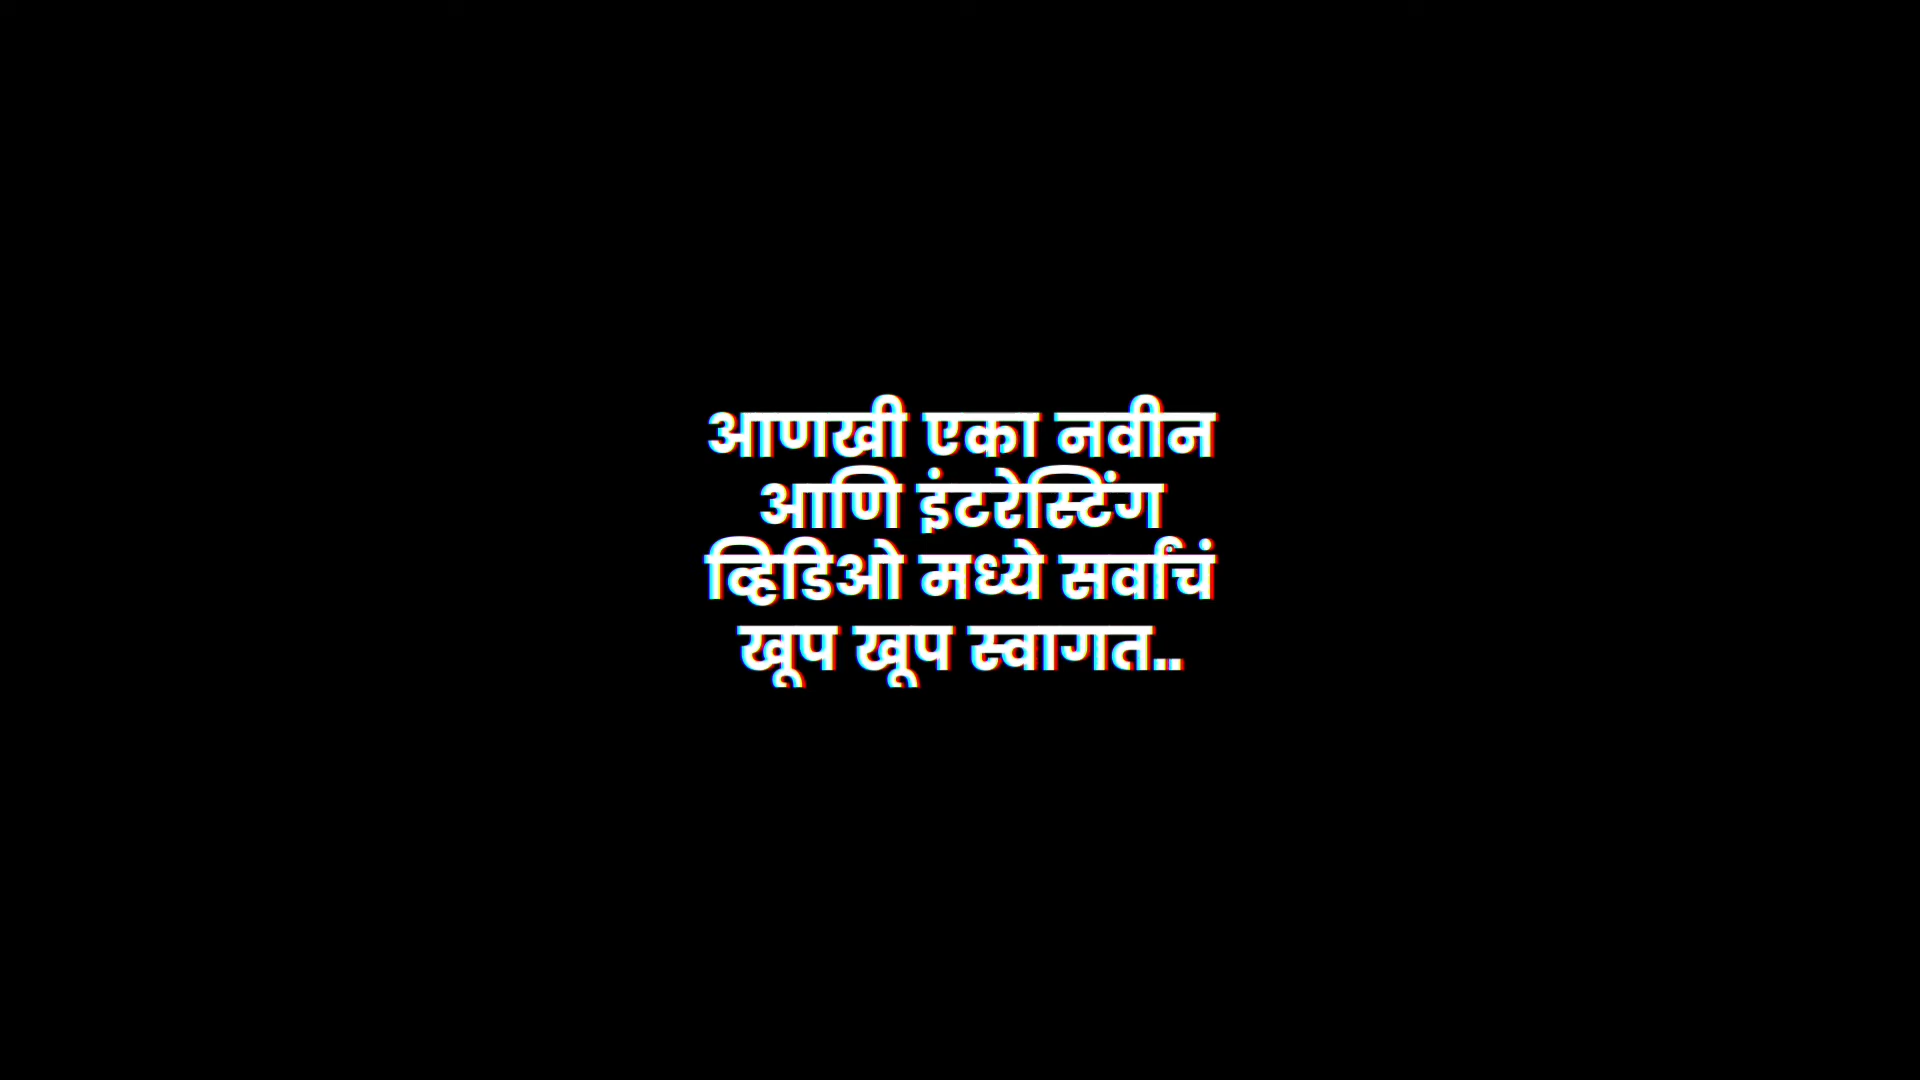 आणखी एका नवीन
आणि इंटरेस्टिंग
व्हिडिओ मध्ये सर्वांचं
खूप खूप स्वागत..